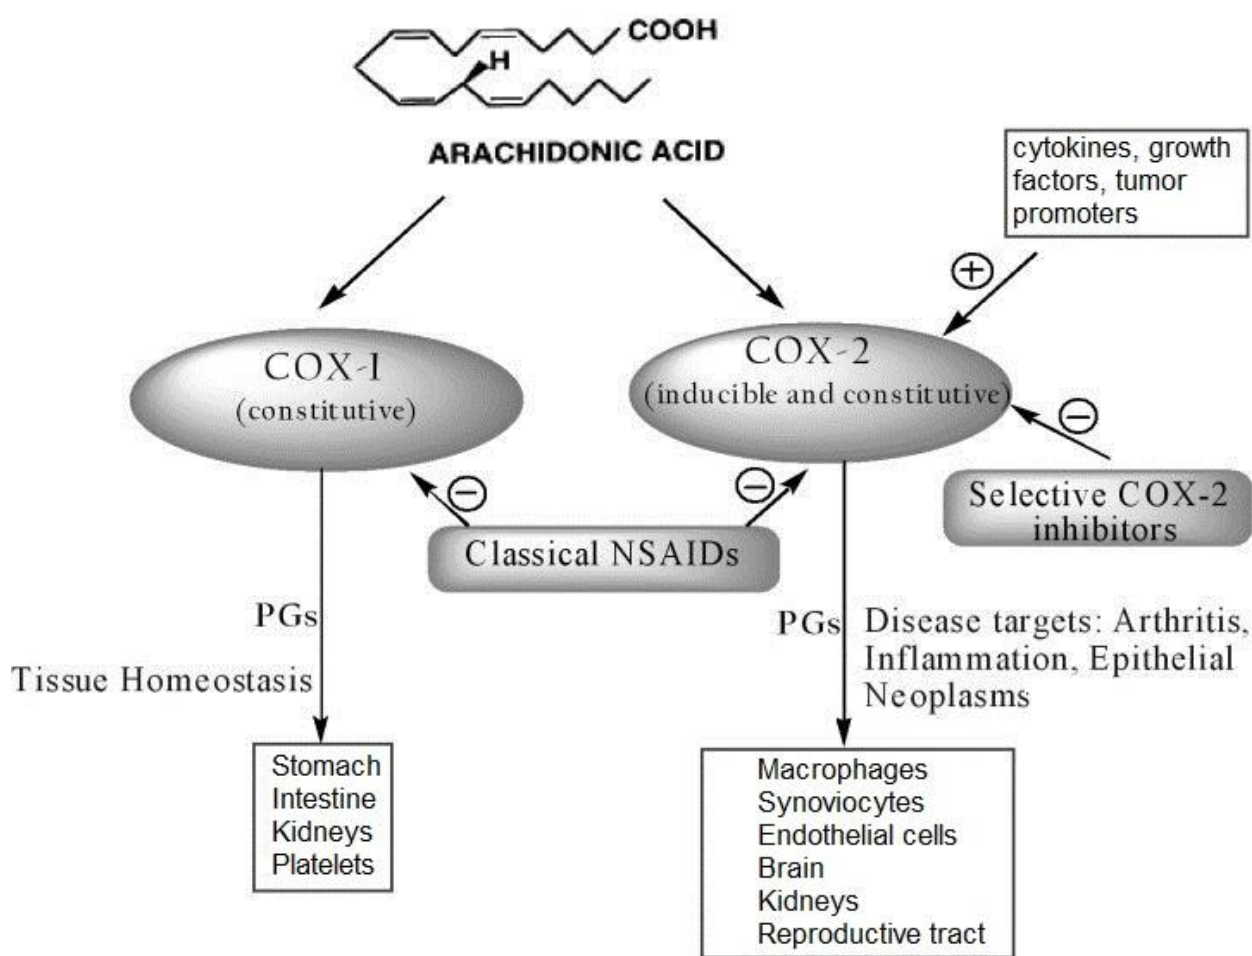 COOH
H
ARACHIDONIC ACID
cytokines, growth
factors, tumor
promoters
+
COX-1
(constitutive)
COX-2
(inducible and constitutive)
−
−
−
Classical NSAIDs
Selective COX-2
inhibitors
PGs
Tissue Homeostasis
PGs
Disease targets: Arthritis,
Inflammation, Epithelial
Neoplasms
Stomach
Intestine
Kidneys
Platelets
Macrophages
Synoviocytes
Endothelial cells
Brain
Kidneys
Reproductive tract